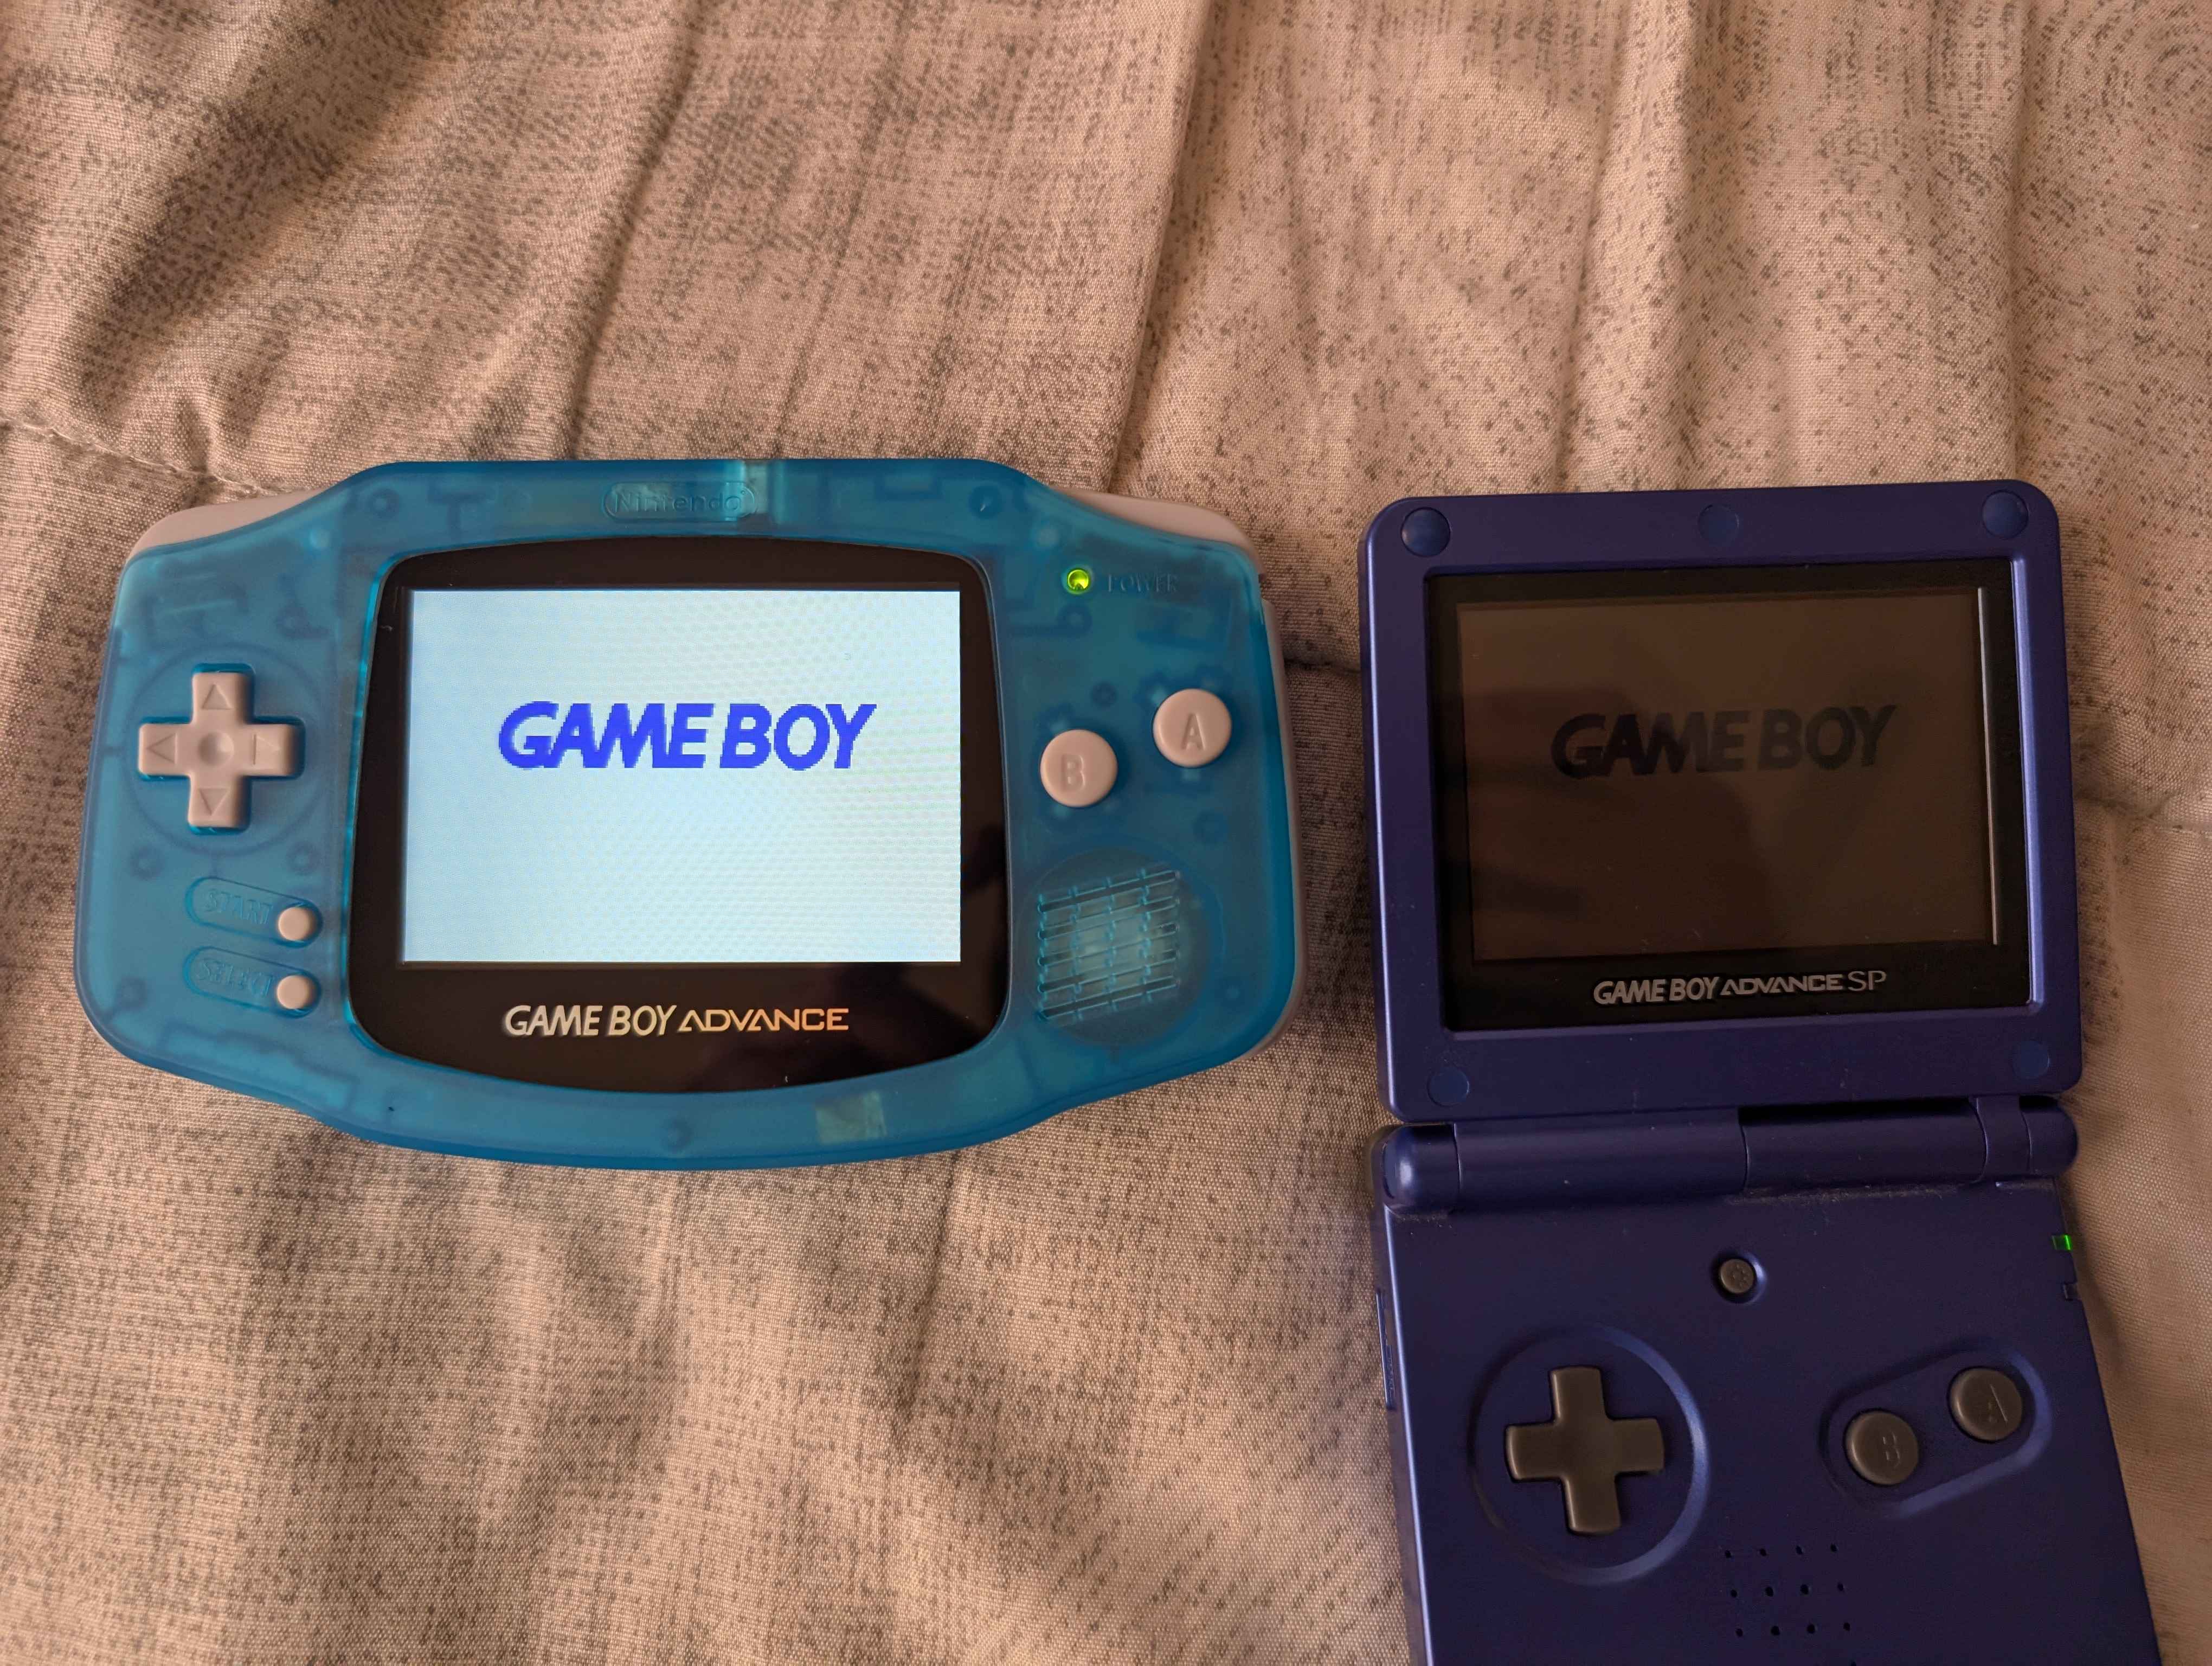 Nintendo
POWER
GAME BOY
A
B
START
SELECT
GAME BOY ADVANCE
GAME BOY
GAME BOY ADVANCE SP
A
B